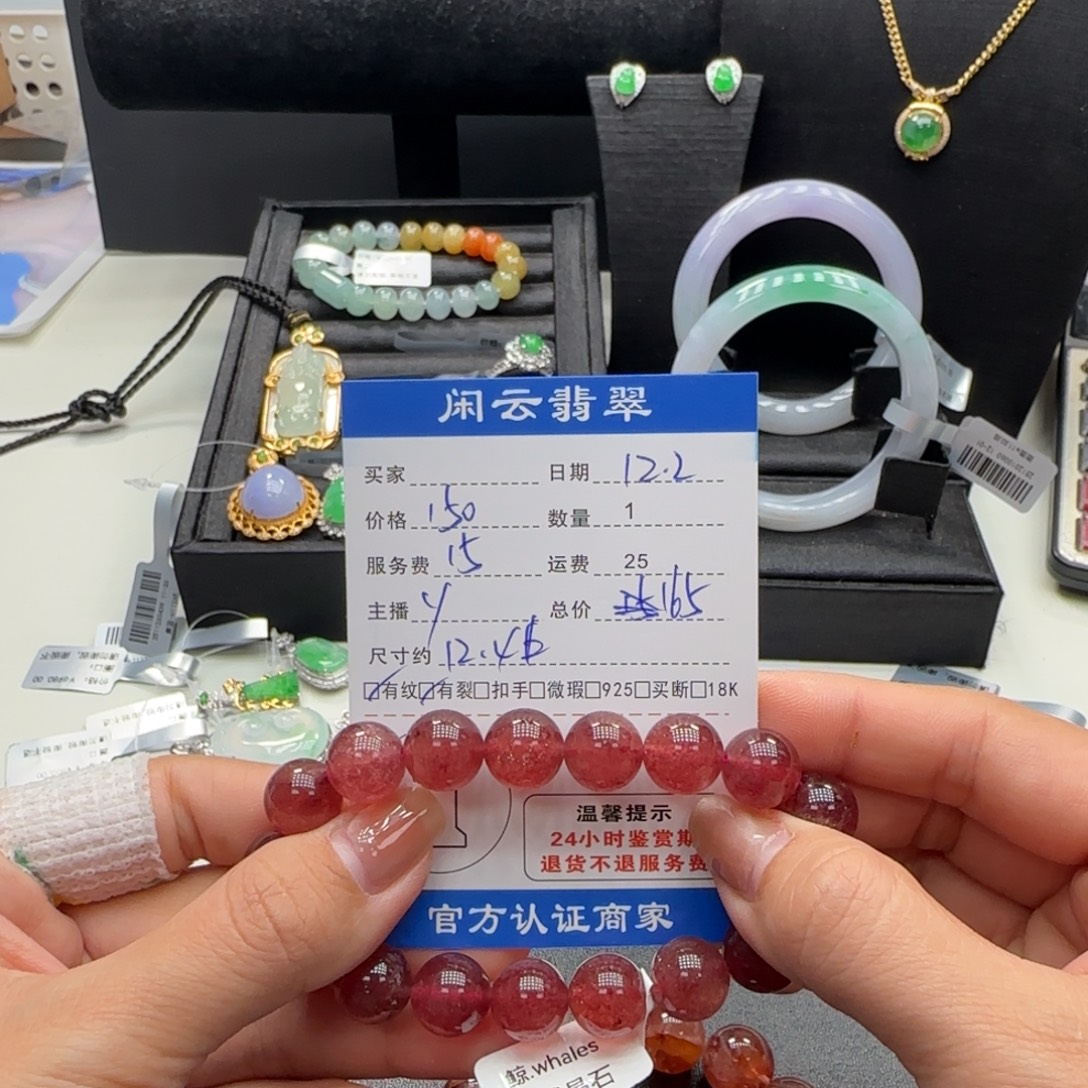 闲云翡翠
买家 日期 12.2
价格 150 数量 1
服务费 15 运费 25
主播 y 总价 165
尺寸约 12.4
有纹 有裂 扣手 微瑕 925 买断 18K
温馨提示
24小时鉴赏期
退货不退服务费
官方认证商家
鲸.whales
晶石